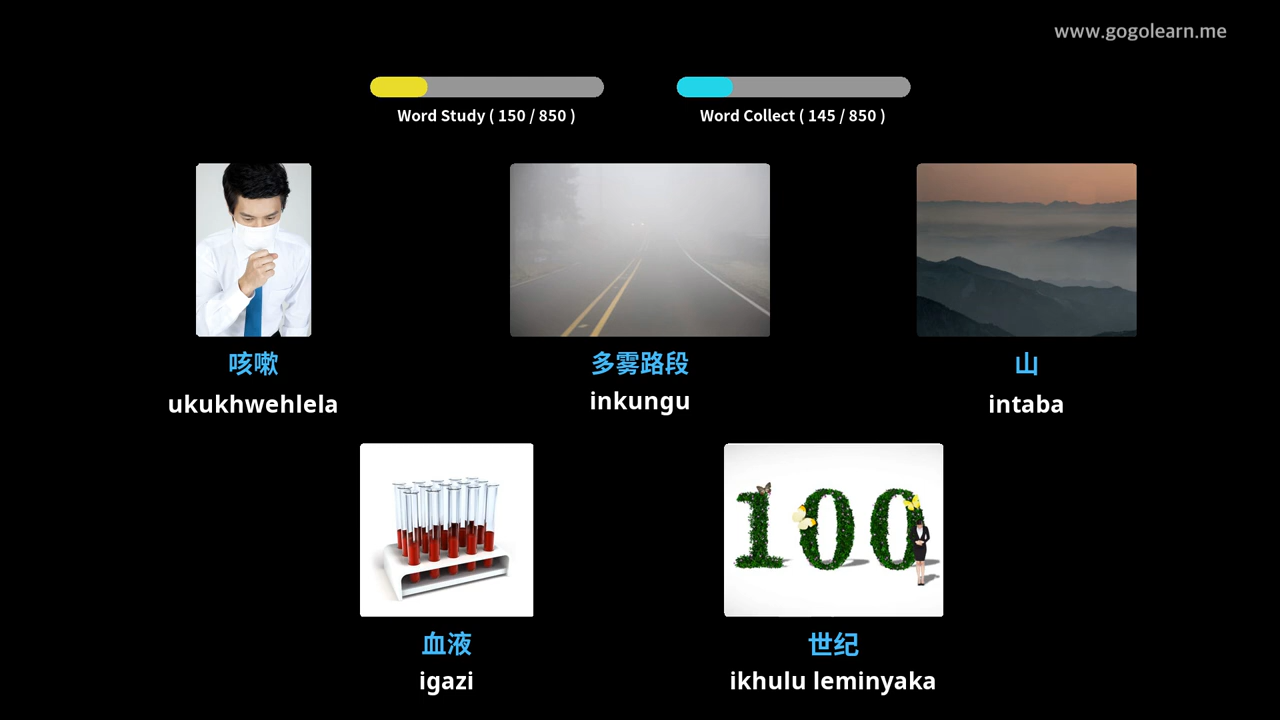 www.gogolearn.me
Word Study ( 150 / 850 )
Word Collect ( 145 / 850 )
咳嗽
多雾路段
山
ukukhwehlela
inkungu
intaba
血液
世纪
igazi
ikhulu leminyaka